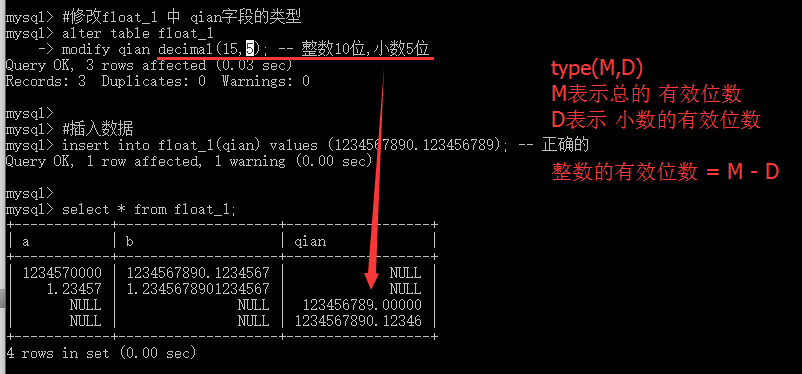 mysql> #修改float_1 中 qian字段的类型
mysql> alter table float_1
-> modify qian decimal(15,5); -- 整数10位,小数5位
Query OK, 3 rows affected (0.03 sec)
Records: 3  Duplicates: 0  Warnings: 0
mysql>
mysql> #插入数据
mysql> insert into float_1(qian) values (1234567890.123456789); -- 正确的
Query OK, 1 row affected, 1 warning (0.00 sec)
mysql>
mysql> select * from float_1;
+------------+--------------------+------------------+
| a | b | qian |
+------------+--------------------+------------------+
| 1234570000 | 1234567890.1234567 | NULL |
| 1.23457 | 1.2345678901234567 | NULL |
| NULL | NULL | 123456789.00000 |
| NULL | NULL | 1234567890.12346 |
+------------+--------------------+------------------+
4 rows in set (0.00 sec)
type(M,D)
M表示总的 有效位数
D表示 小数的有效位数
整数的有效位数 = M - D